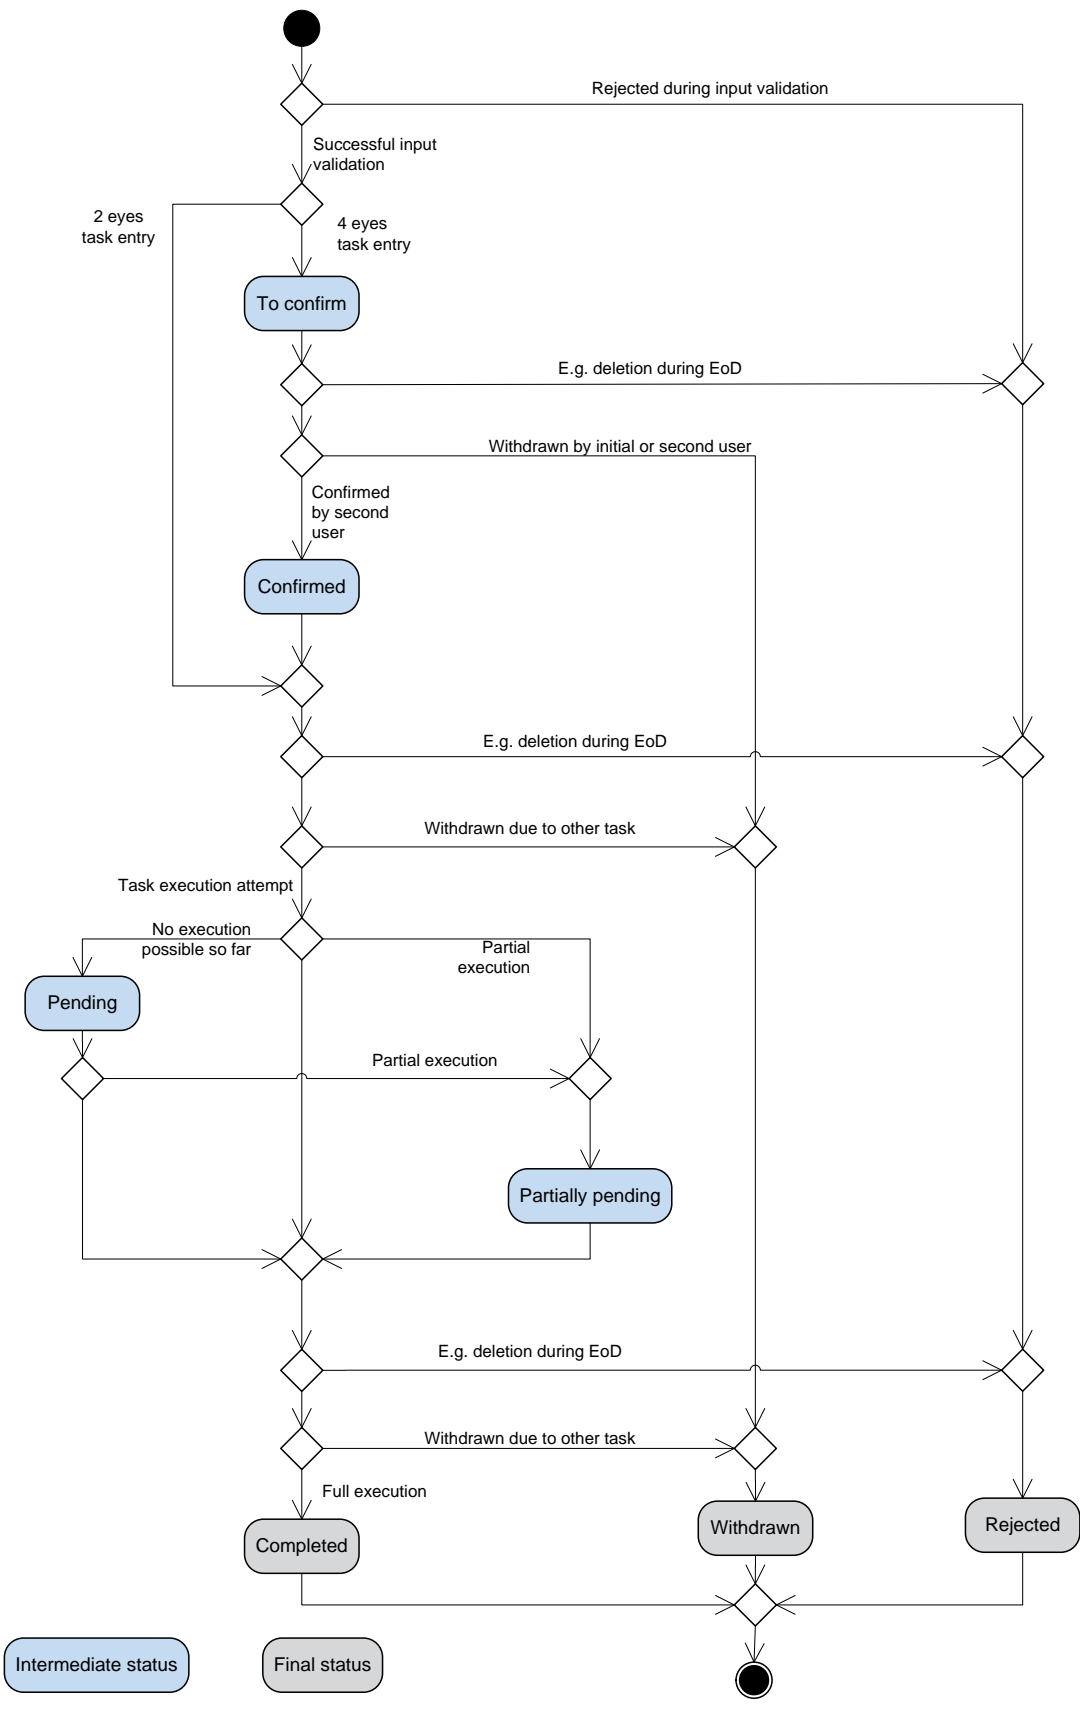 Rejected during input validation
Successful input
validation
2 eyes
task entry
4 eyes
task entry
To confirm
E.g. deletion during EoD
Withdrawn by initial or second user
Confirmed
by second
user
Confirmed
E.g. deletion during EoD
Withdrawn due to other task
Task execution attempt
No execution
possible so far
Partial
execution
Pending
Partial execution
Partially pending
E.g. deletion during EoD
Withdrawn due to other task
Full execution
Completed
Withdrawn
Rejected
Intermediate status
Final status